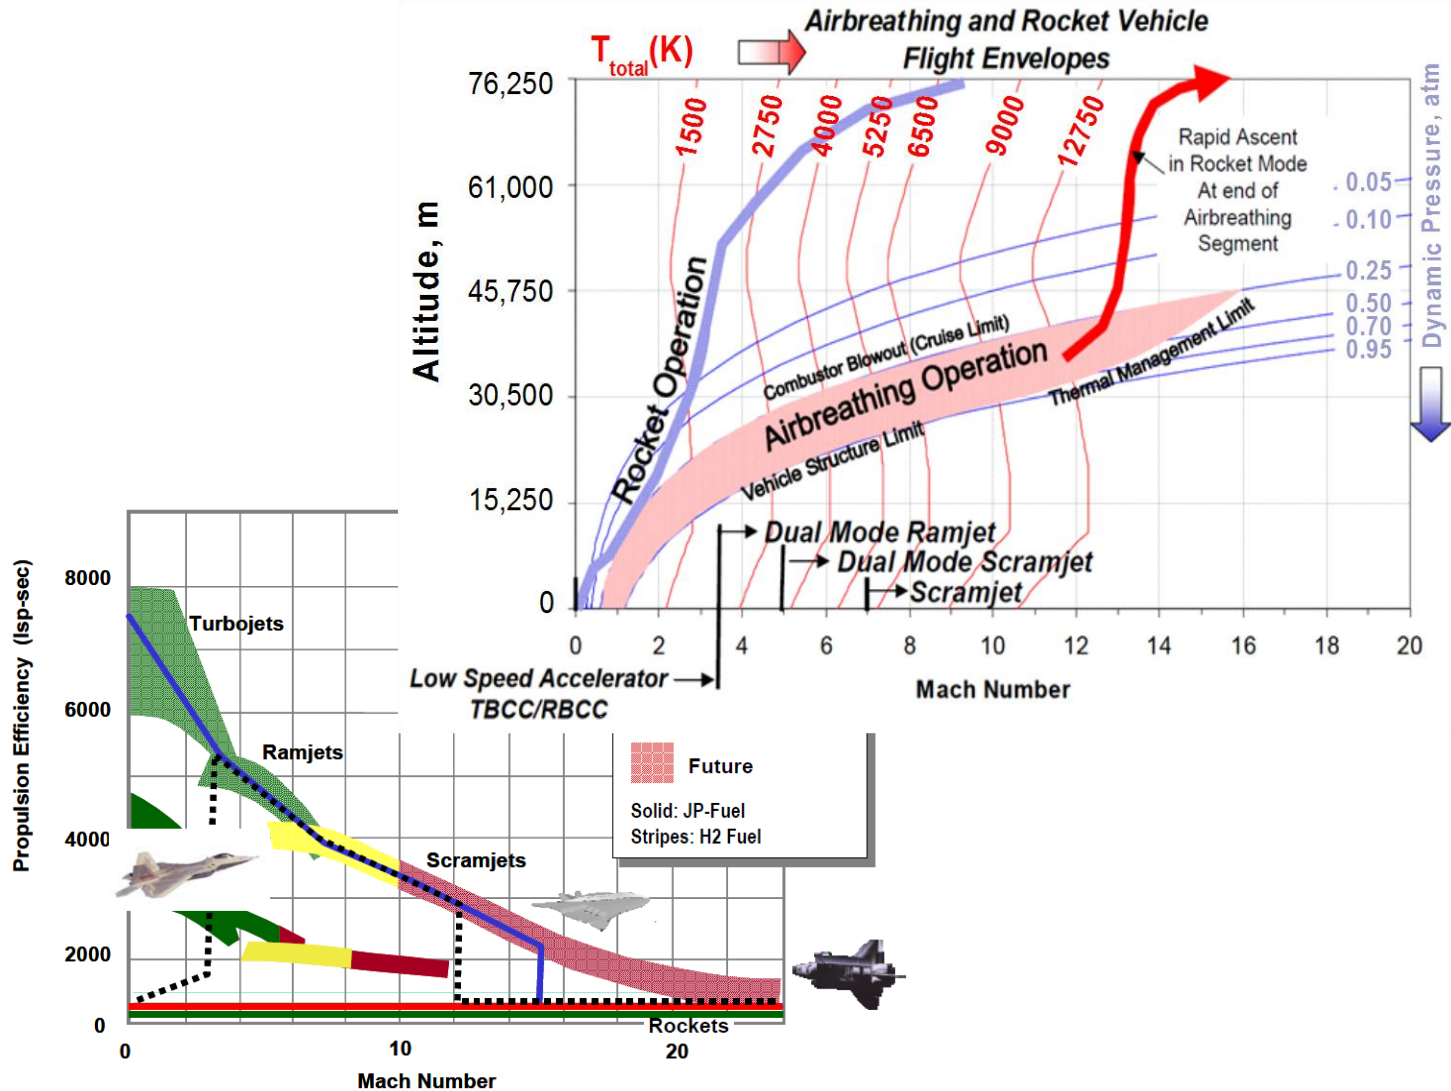 Airbreathing and Rocket Vehicle
Flight Envelopes
T total (K)
76,250
61,000
45,750
30,500
15,250
0
Altitude, m
1500
2750
4000
5250
6500
9000
12750
Rapid Ascent
in Rocket Mode
At end of
Airbreathing
Segment
0.05
0.10
0.25
0.50
0.70
0.95
Dynamic Pressure, atm
Rocket Operation
Combustor Blowout (Cruise Limit)
Airbreathing Operation
Thermal Management Limit
Vehicle Structure Limit
Dual Mode Ramjet
Dual Mode Scramjet
Scramjet
0 2 4 6 8 10 12 14 16 18 20
Mach Number
Low Speed Accelerator
TBCC/RBCC
Propulsion Efficiency (Isp-sec)
8000
6000
4000
2000
0
Turbojets
Ramjets
Scramjets
Rockets
Future
Solid: JP-Fuel
Stripes: H2 Fuel
0 10 20
Mach Number